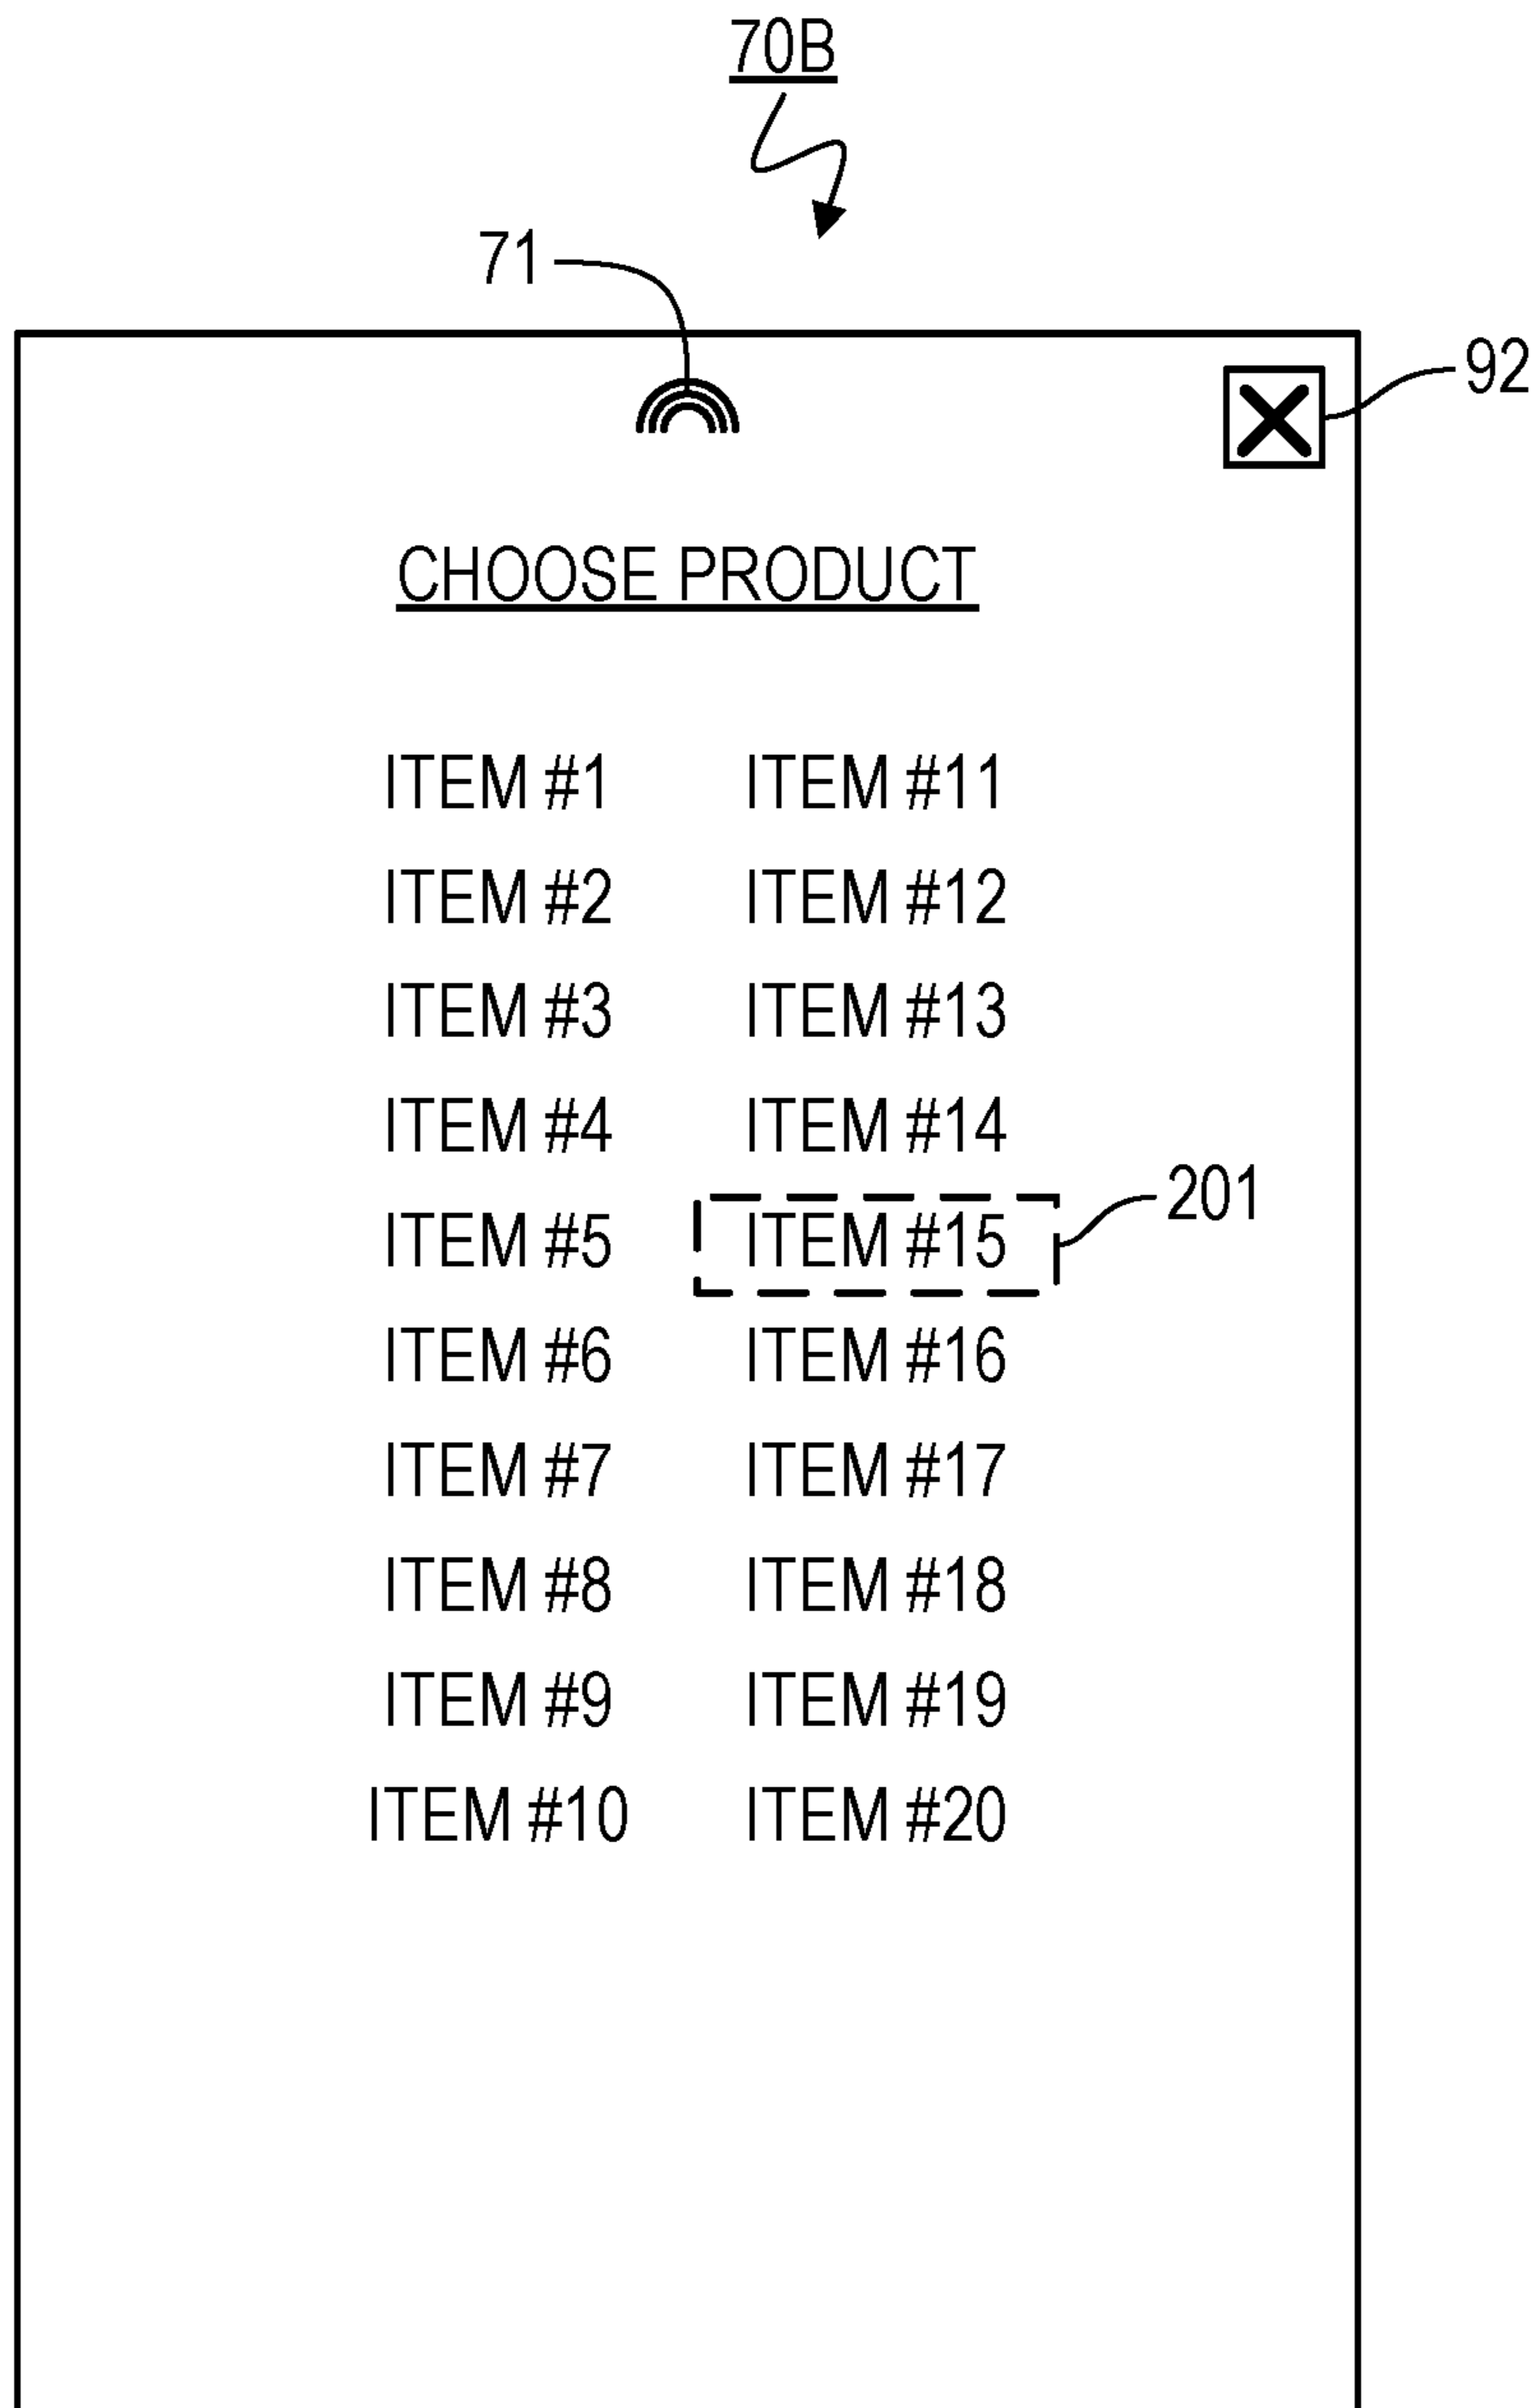 70B
71
92
CHOOSE PRODUCT
ITEM #1 ITEM #11
ITEM #2 ITEM #12
ITEM #3 ITEM #13
ITEM #4 ITEM #14
201
ITEM #5 ITEM #15
ITEM #6 ITEM #16
ITEM #7 ITEM #17
ITEM #8 ITEM #18
ITEM #9 ITEM #19
ITEM #10 ITEM #20